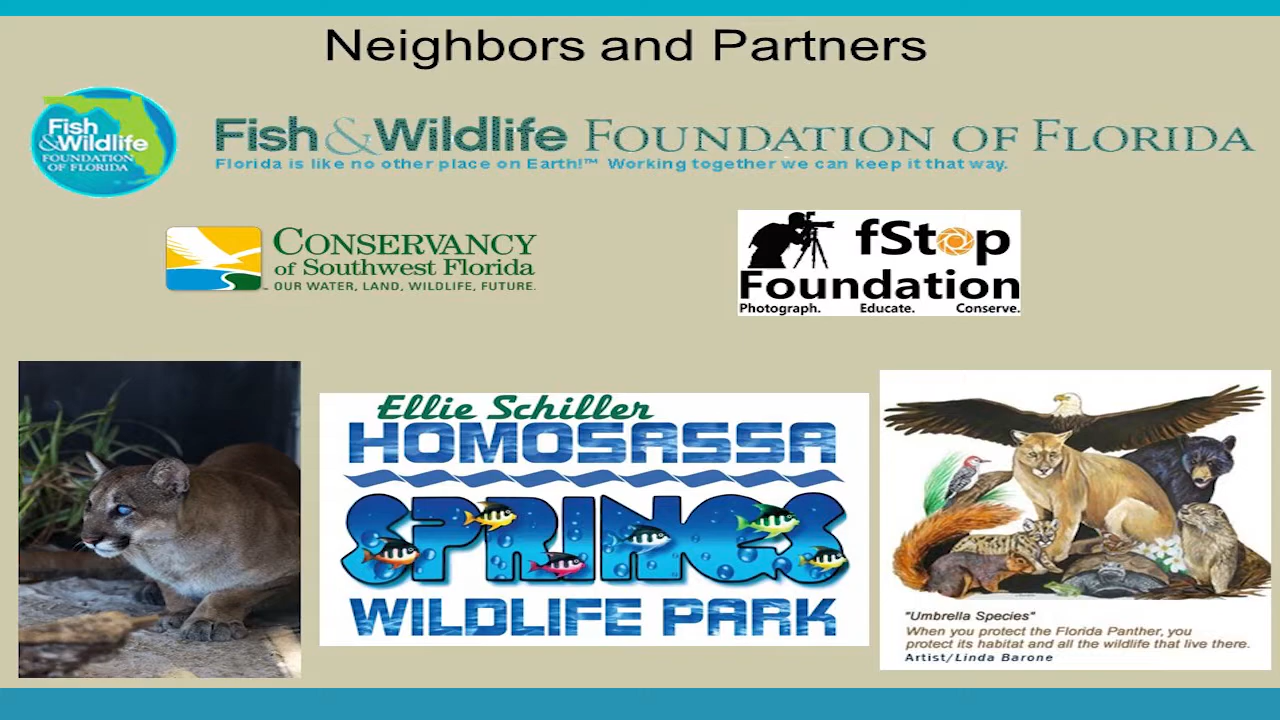 Neighbors and Partners
Fish
&Wildlife
FOUNDATION
OF FLORIDA
Fish&Wildlife FOUNDATION OF FLORIDA
Florida is like no other place on Earth!™ Working together we can keep it that way.
CONSERVANCY
of Southwest Florida
OUR WATER, LAND, WILDLIFE, FUTURE.
fStop
Foundation
Photograph. Educate. Conserve.
Ellie Schiller
HOMOSASSA
SPRINGS
WILDLIFE PARK
"Umbrella Species"
When you protect the Florida Panther, you
protect its habitat and all the wildlife that live there.
Artist/Linda Barone